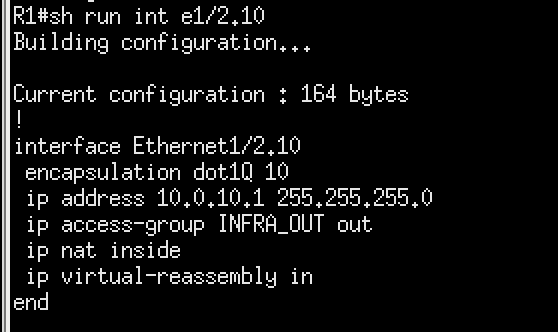 R1#sh run int e1/2.10
Building configuration...
Current configuration : 164 bytes
!
interface Ethernet1/2.10
 encapsulation dot1Q 10
 ip address 10.0.10.1 255.255.255.0
 ip access-group INFRA_OUT out
 ip nat inside
 ip virtual-reassembly in
end